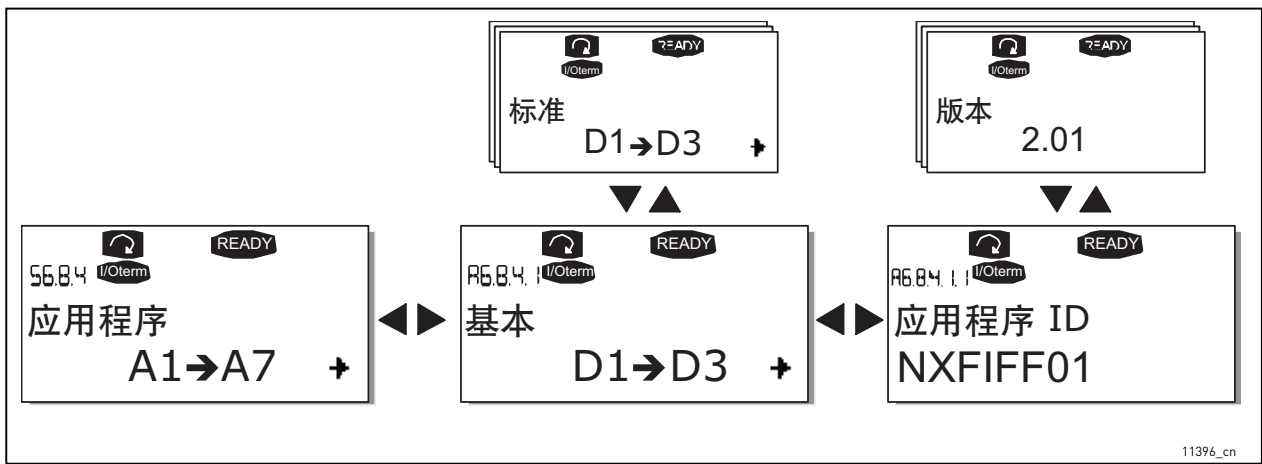 READY
I/Oterm
标准
D1➔D3
READY
I/Oterm
版本
2.01
READY
S6.8.4 I/Oterm
应用程序
A1➔A7
READY
A6.8.4.1 I/Oterm
基本
D1➔D3
READY
A6.8.4.1.1 I/Oterm
应用程序 ID
NXFIFF01
11396_cn